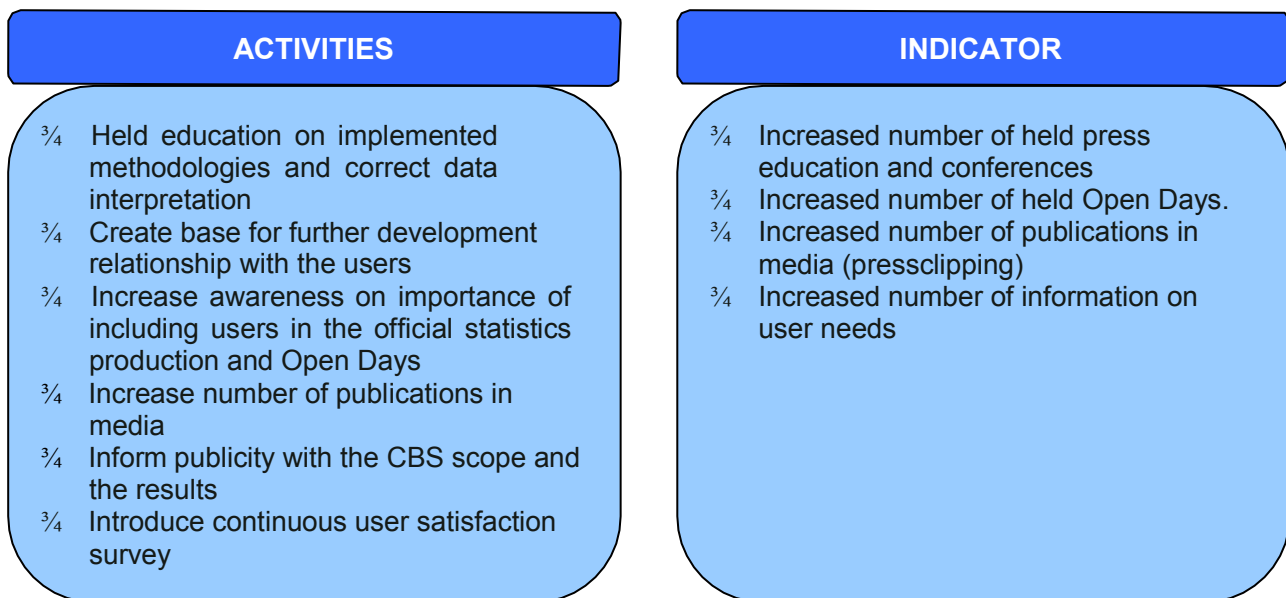 ACTIVITIES
¾ Held education on implemented
methodologies and correct data
interpretation
¾ Create base for further development
relationship with the users
¾ Increase awareness on importance of
including users in the official statistics
production and Open Days
¾ Increase number of publications in
media
¾ Inform publicity with the CBS scope and
the results
¾ Introduce continuous user satisfaction
survey
INDICATOR
¾ Increased number of held press
education and conferences
¾ Increased number of held Open Days.
¾ Increased number of publications in
media (pressclipping)
¾ Increased number of information on
user needs